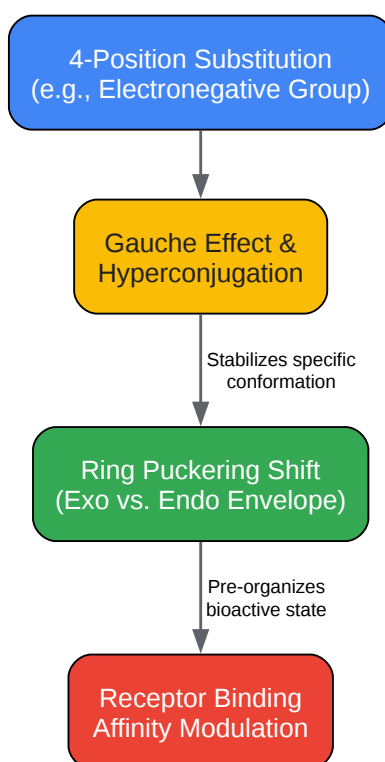 4-Position Substitution
(e.g., Electronegative Group)
Gauche Effect &
Hyperconjugation
Stabilizes specific
conformation
Ring Puckering Shift
(Exo vs. Endo Envelope)
Pre-organizes
bioactive state
Receptor Binding
Affinity Modulation